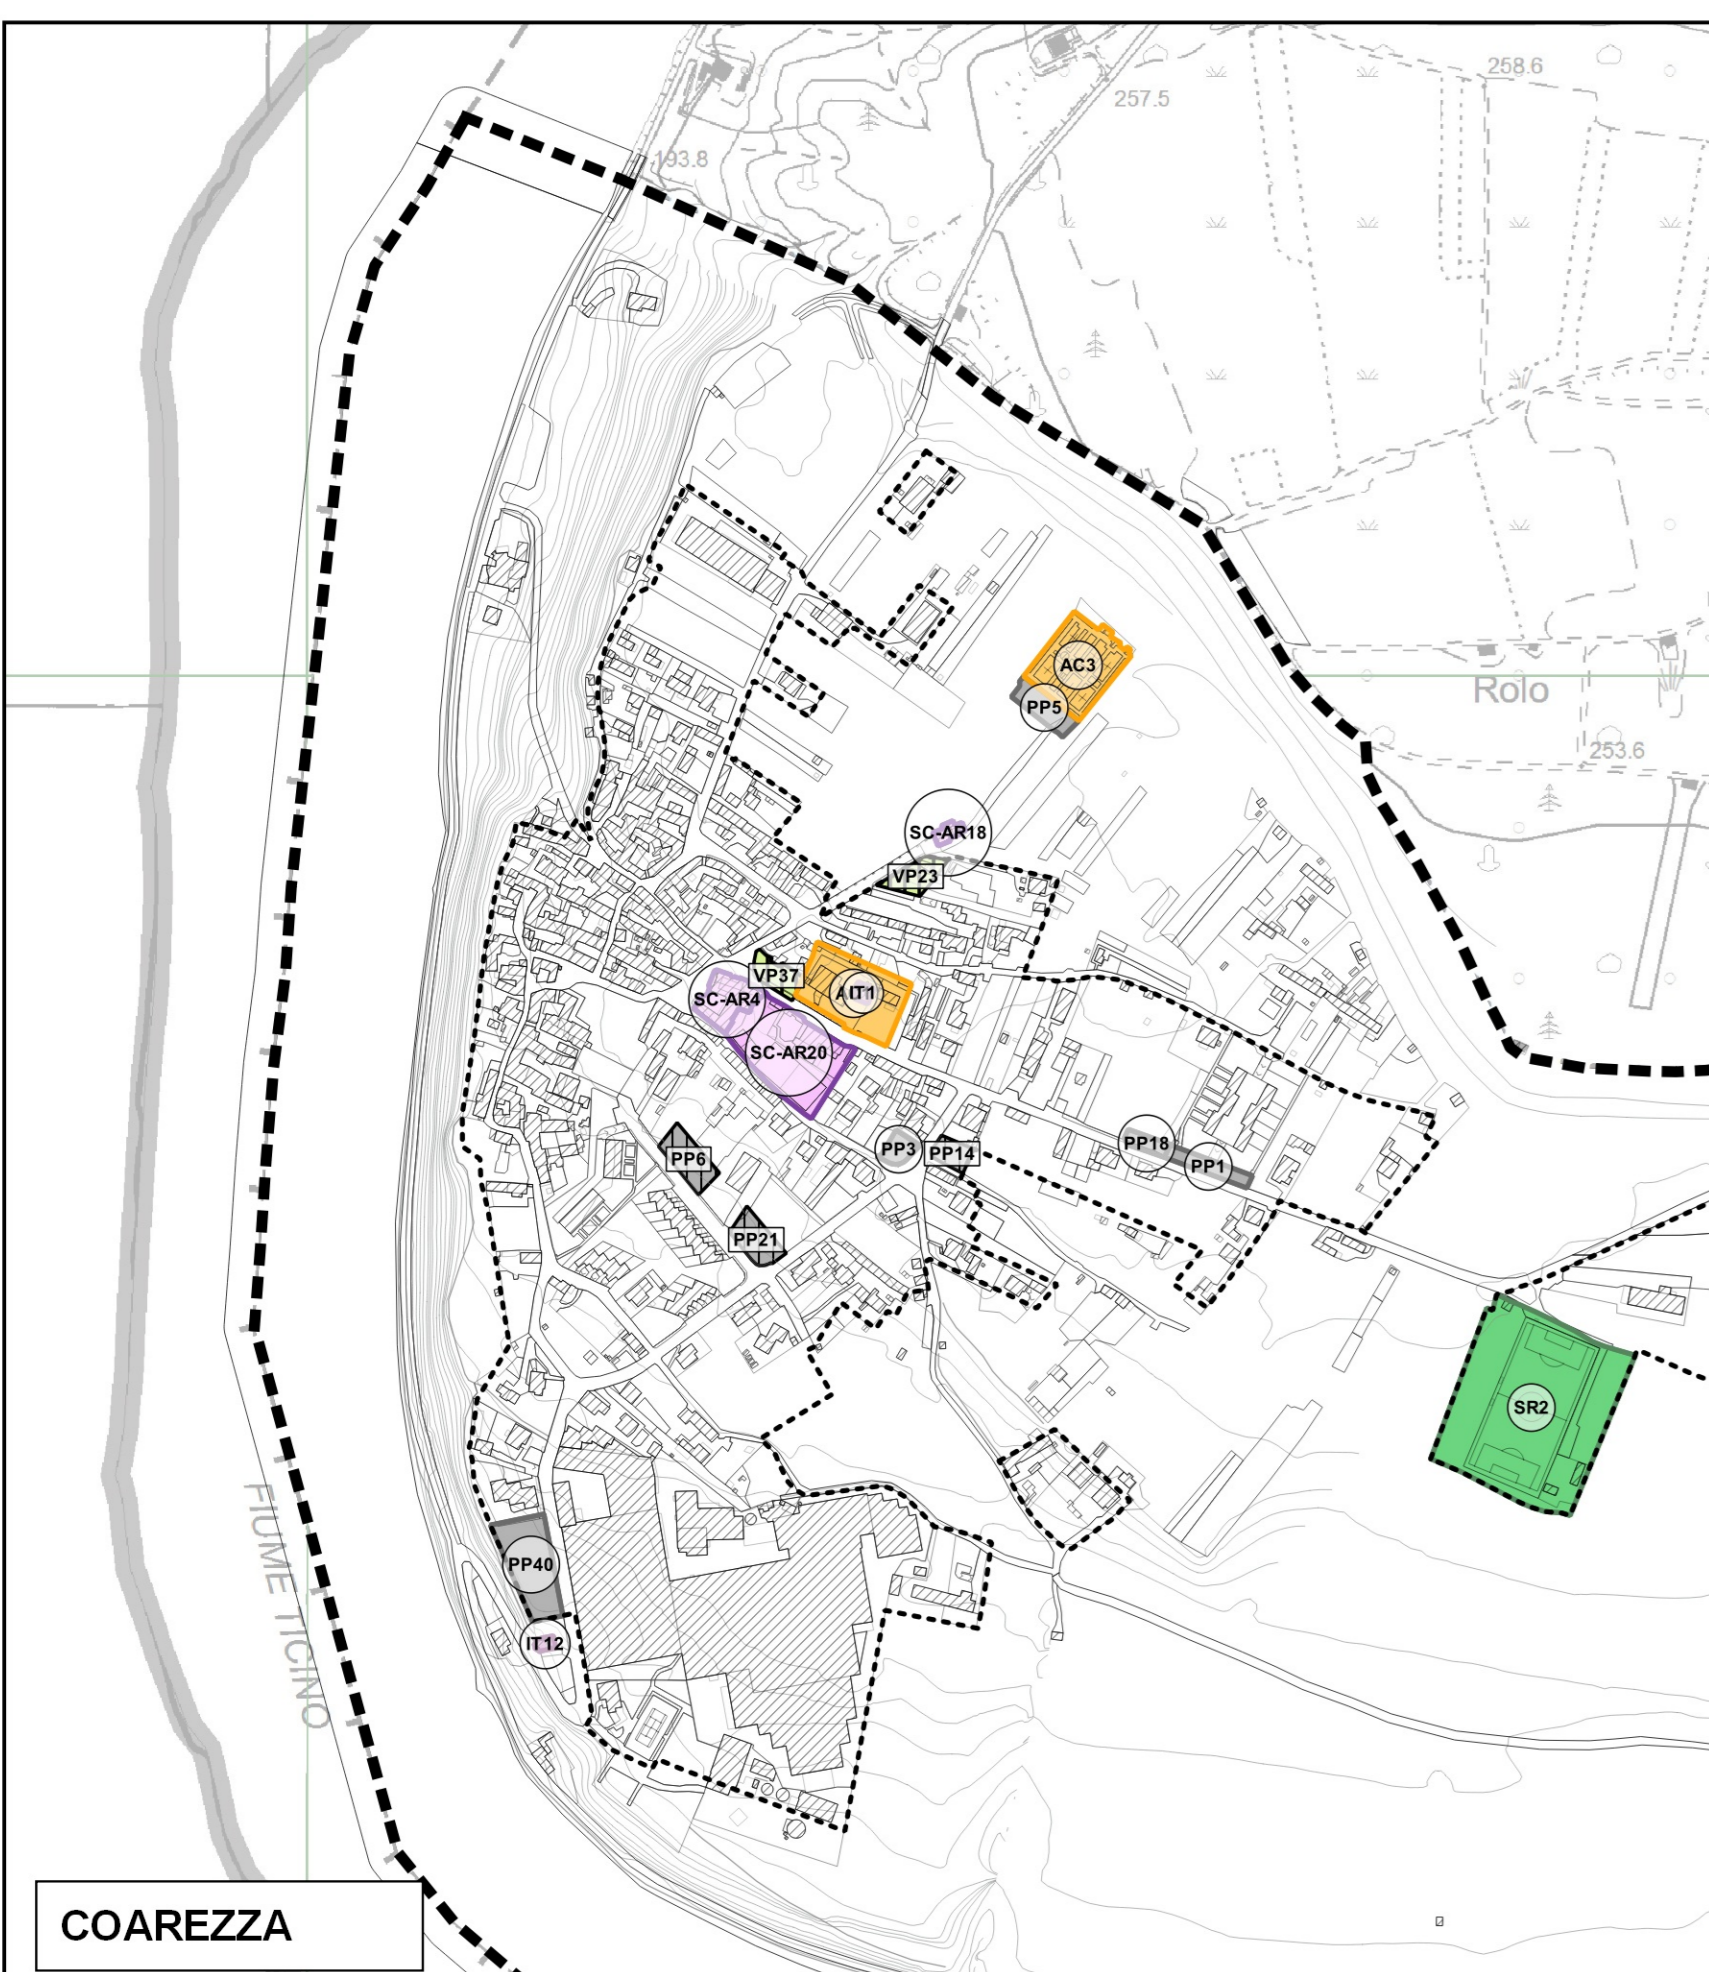 258.6
257.5
193.8
Rolo
253.6
AC3
PP5
SC-AR18
VP23
VP37
IT1
SC-AR4
SC-AR20
PP3
PP14
PP18
PP1
PP6
PP21
SR2
PP40
IT12
FIUME TICINO
COAREZZA